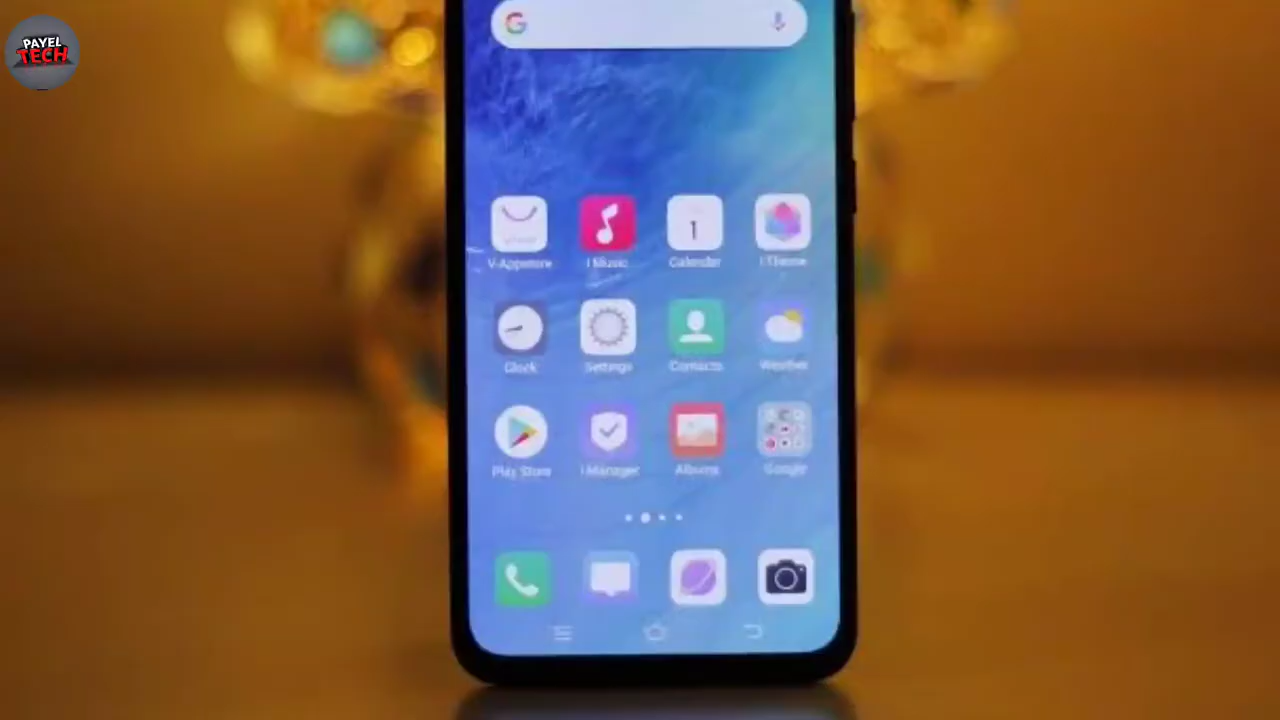 PAYEL
TECH
V-Appstore
i Music
Calendar
i Theme
1
Clock
Settings
Contacts
Weather
Play Store
i Manager
Albums
Google